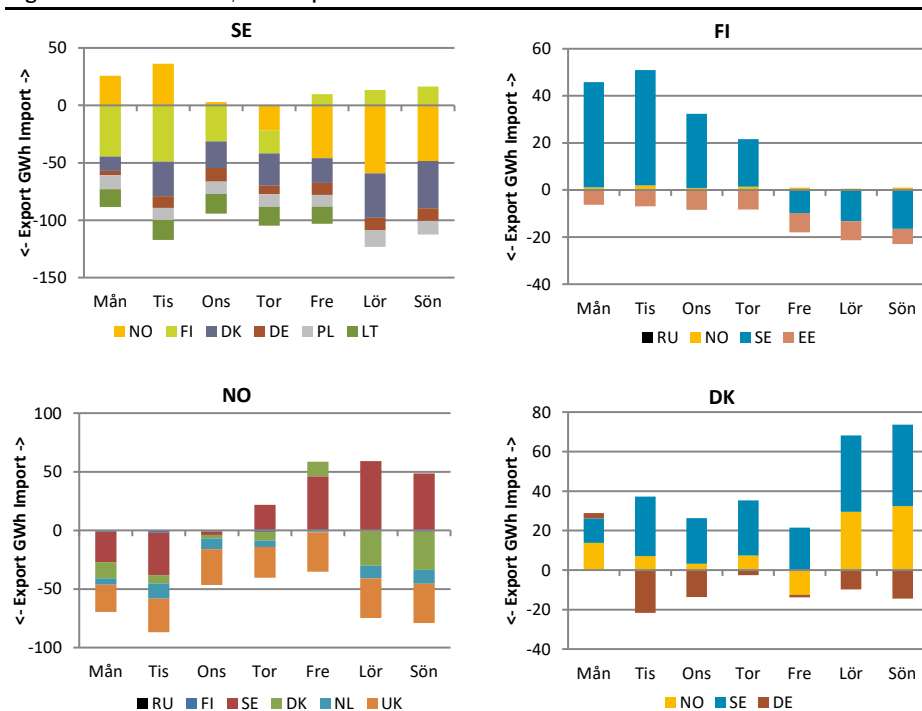 SE
50
0
-50
-100
-150
<- Export GWh Import ->
Mån Tis Ons Tor Fre Lör Sön
NO FI DK DE PL LT
FI
60
40
20
0
-20
-40
<- Export GWh Import ->
Mån Tis Ons Tor Fre Lör Sön
RU NO SE EE
NO
100
50
0
-50
-100
<- Export GWh Import ->
Mån Tis Ons Tor Fre Lör Sön
RU FI SE DK NL UK
DK
80
60
40
20
0
-20
-40
<- Export GWh Import ->
Mån Tis Ons Tor Fre Lör Sön
NO SE DE